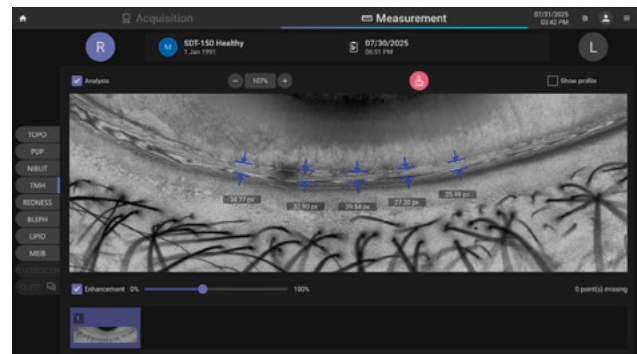 Acquisition
Measurement
07/31/2025
03:42 PM
R
M
SDT-150 Healthy
1 Jan 1991
07/30/2025
06:51 PM
L
Analysis
107%
Show profile
TOPO
PUP
NIBUT
TMH
REDNESS
BLEPH
LIPID
MEIB
QUEST
34.77 px
32.90 px
29.54 px
27.20 px
25.99 px
Enhancement 0% 100%
0 point(s) missing
1